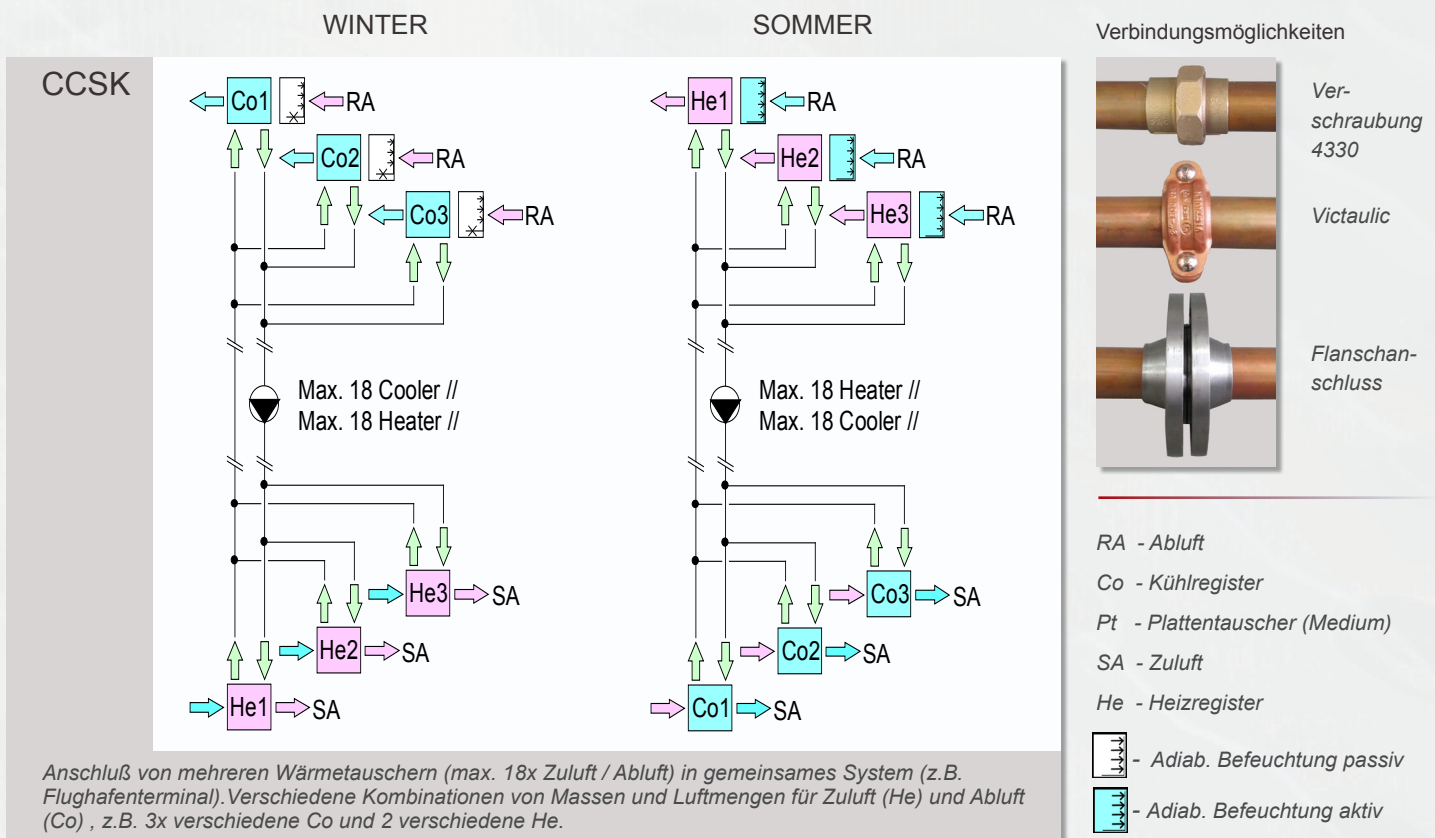 WINTER
SOMMER
Verbindungsmöglichkeiten
CCSK
Co1
RA
Co2
RA
Co3
RA
Max. 18 Cooler //
Max. 18 Heater //
He3
SA
He2
SA
He1
SA
He1
RA
He2
RA
He3
RA
Max. 18 Heater //
Max. 18 Cooler //
Co3
SA
Co2
SA
Co1
SA
Ver-
schraubung
4330
Victaulic
Flanschan-
schluss
RA - Abluft
Co - Kühlregister
Pt - Plattentauscher (Medium)
SA - Zuluft
He - Heizregister
- Adiab. Befeuchtung passiv
- Adiab. Befeuchtung aktiv
Anschluß von mehreren Wärmetauschern (max. 18x Zuluft / Abluft) in gemeinsames System (z.B.
Flughafenterminal).Verschiedene Kombinationen von Massen und Luftmengen für Zuluft (He) und Abluft
(Co) , z.B. 3x verschiedene Co und 2 verschiedene He.